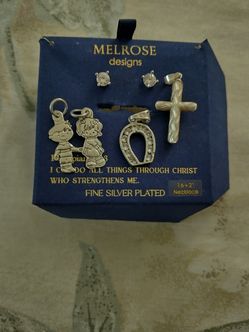 MELROSE
designs
I CAN DO ALL THINGS THROUGH CHRIST
WHO STRENGTHENS ME.
FINE SILVER PLATED
16+2"
Necklace